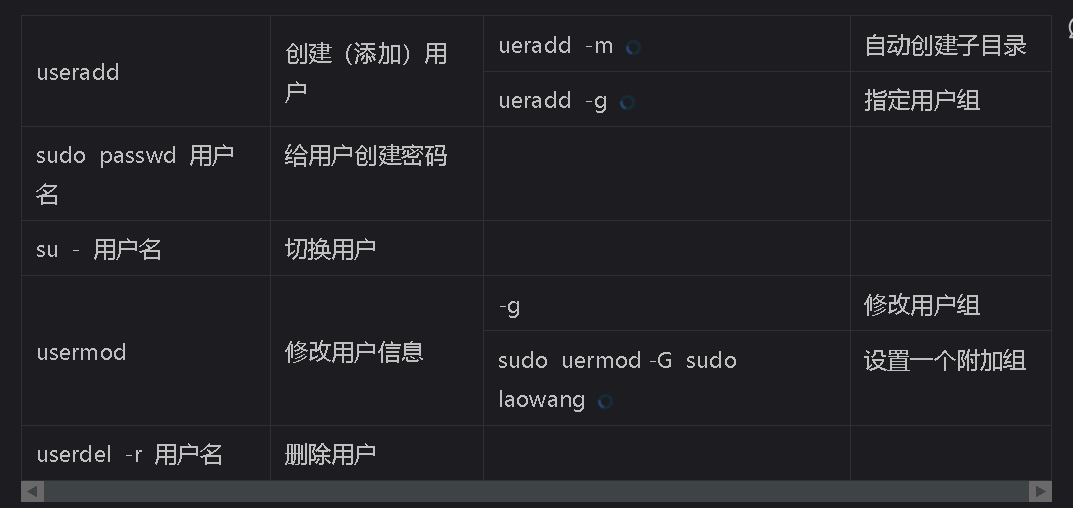 useradd
创建（添加）用
户
ueradd -m
自动创建子目录
ueradd -g
指定用户组
sudo passwd 用户
名
给用户创建密码
su - 用户名
切换用户
usermod
修改用户信息
-g
修改用户组
sudo uermod -G sudo
laowang
设置一个附加组
userdel -r 用户名
删除用户